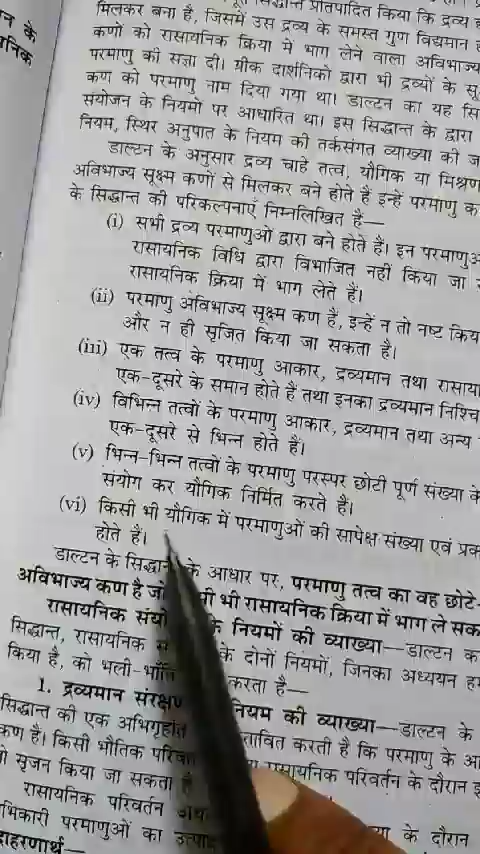 न के
मिलकर बना है, जिसमें उस द्रव्य के समस्त गुण विद्यमान
कणों को रासायनिक क्रिया में भाग लेने वाला अविभाज्य
परमाणु की संज्ञा दी। ग्रीक दार्शनिकों द्वारा भी द्रव्यों के
कण को परमाणु नाम दिया गया था। डाल्टन का यह
संयोजन के नियमों पर आधारित था। इस सिद्धान्त के द्वारा
नियम, स्थिर अनुपात के नियम की तर्कसंगत व्याख्या की
डाल्टन के अनुसार द्रव्य चाहे तत्व, यौगिक या मिश्रण
अविभाज्य सूक्ष्म कणों से मिलकर बने होते हैं इन्हें परमाणु
के सिद्धान्त की परिकल्पनाएँ निम्नलिखित हैं—
(i) सभी द्रव्य परमाणुओं द्वारा बने होते हैं। इन
रासायनिक विधि द्वारा विभाजित नहीं किया जा
रासायनिक क्रिया में भाग लेते हैं।
(ii) परमाणु अविभाज्य सूक्ष्म कण हैं, इन्हें न तो नष्ट
और न ही सृजित किया जा सकता है।
(iii) एक तत्व के परमाणु आकार, द्रव्यमान तथा
एक-दूसरे के समान होते हैं तथा इनका द्रव्यमान
(iv) विभिन्न तत्वों के परमाणु आकार, द्रव्यमान तथा अन्य
एक-दूसरे से भिन्न होते हैं।
(v) भिन्न-भिन्न तत्वों के परमाणु परस्पर छोटी पूर्ण संख्या
संयोग कर यौगिक निर्मित करते हैं।
(vi) किसी भी यौगिक में परमाणुओं की सापेक्ष संख्या एवं
होते हैं।
डाल्टन के के आधार पर, परमाणु तत्व का वह
अविभाज्य कण है भी रासायनिक क्रिया में भाग ले
रासायनिक के नियमों की व्याख्या—डाल्टन
सिद्धान्त, रासायनिक के दोनों नियमों, जिनका अध्ययन
किया है, को करता है—
1. द्रव्यमान संरक्षण नियम की व्याख्या—डाल्टन के
सिद्धान्त की एक करती है कि परमाणु के
कण हैं। किसी भौतिक रासायनिक परिवर्तन के दौरान
सृजन किया जा सकता
रासायनिक परिवर्तन के दौरान
परमाणुओं का